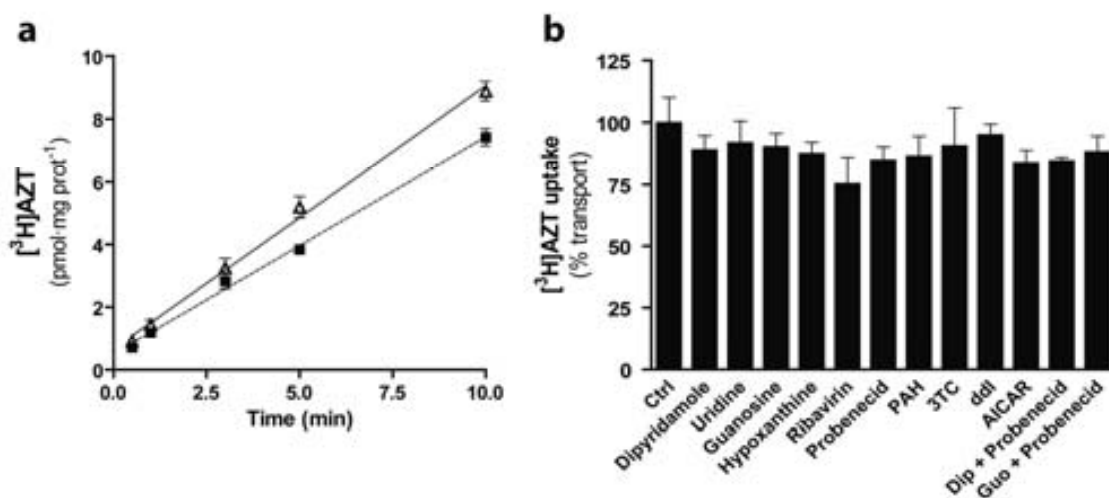 a
10
8
6
4
2
0
0.0
2.5
5.0
7.5
10.0
[³H]AZT
(pmol·mg prot⁻¹)
Time (min)
b
125
100
75
50
25
0
[³H]AZT uptake
(% transport)
Ctrl
Dipyridamole
Uridine
Guanosine
Hypoxanthine
Ribavirin
Probenecid
PAH
3TC
ddI
AICAR
Dip + Probenecid
Guo + Probenecid